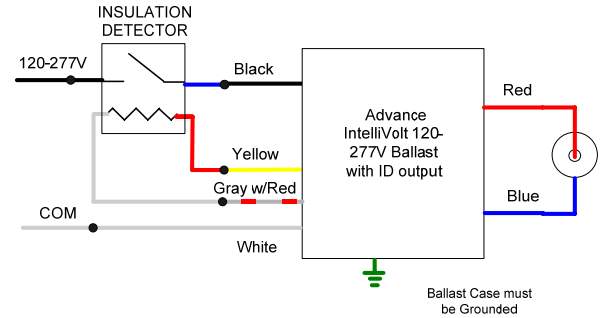 INSULATION
DETECTOR
120-277V
Black
Red
Advance
IntelliVolt 120-
277V Ballast
with ID output
Yellow
Gray w/Red
Blue
COM
White
Ballast Case must
be Grounded